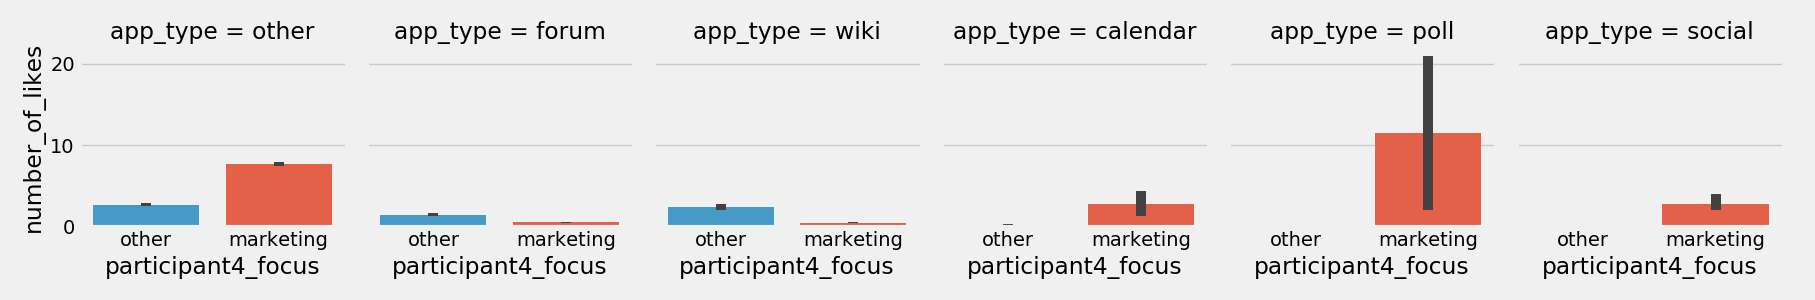 app_type = other
app_type = forum
app_type = wiki
app_type = calendar
app_type = poll
app_type = social
number_of_likes
20
10
0
other marketing
other marketing
other marketing
other marketing
other marketing
other marketing
participant4_focus
participant4_focus
participant4_focus
participant4_focus
participant4_focus
participant4_focus